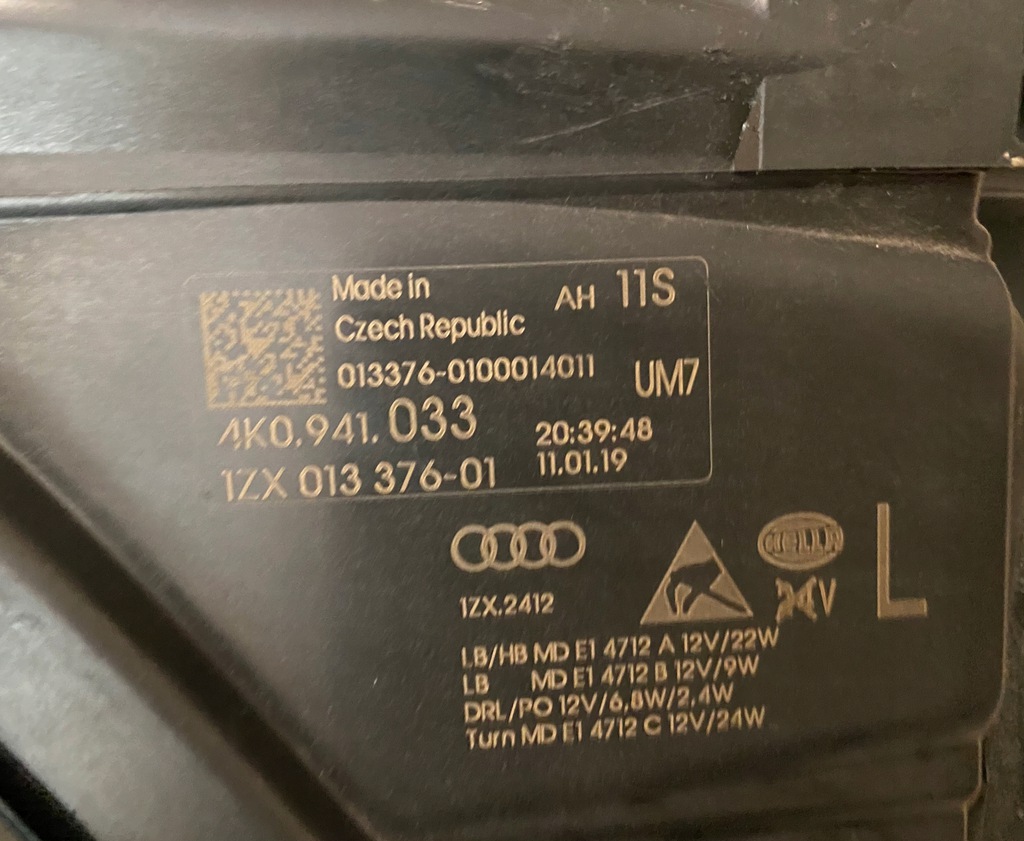 Made in
Czech Republic
AH 11S
013376-0100014011
UM7
4K0.941.033
20:39:48
1ZX 013 376-01
11.01.19
HELLA
L
1ZX.2412
LB/HB MD E1 4712 A 12V/22W
LB MD E1 4712 B 12V/9W
DRL/PO 12V/6,8W/2,4W
Turn MD E1 4712 C 12V/24W